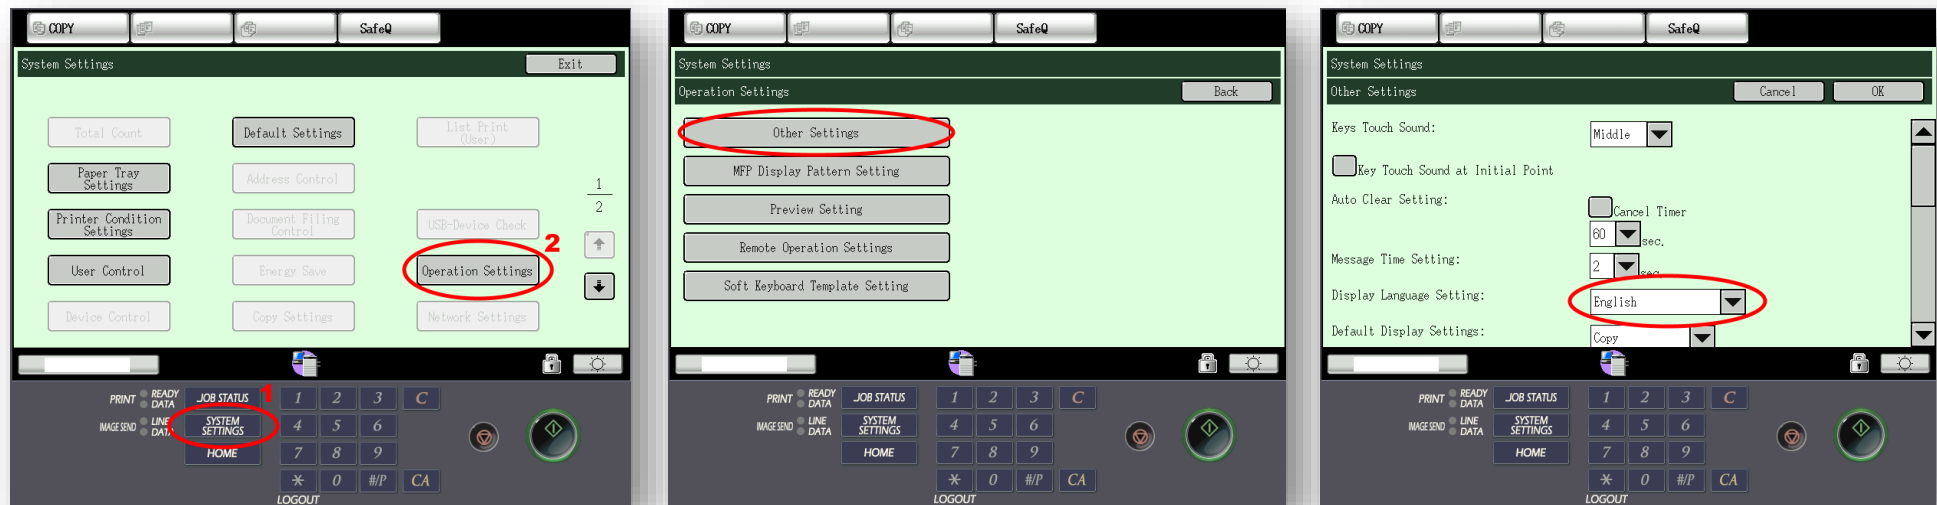 COPY
SafeQ
System Settings
Exit
Total Count
Default Settings
List Print
(User)
Paper Tray
Settings
Address Control
1
2
Printer Condition
Settings
Document Filing
Control
USB-Device Check
2
User Control
Energy Save
Operation Settings
Device Control
Copy Settings
Network Settings
PRINT
READY
DATA
JOB STATUS
1
1 2 3 C
IMAGE SEND
LINE
DATA
SYSTEM
SETTINGS
4 5 6
HOME
7 8 9
* 0 #/P CA
LOGOUT
COPY
SafeQ
System Settings
Operation Settings
Back
Other Settings
MFP Display Pattern Setting
Preview Setting
Remote Operation Settings
Soft Keyboard Template Setting
PRINT
READY
DATA
JOB STATUS
1 2 3 C
IMAGE SEND
LINE
DATA
SYSTEM
SETTINGS
4 5 6
HOME
7 8 9
* 0 #/P CA
LOGOUT
COPY
SafeQ
System Settings
Other Settings
Cancel
OK
Keys Touch Sound:
Middle
Key Touch Sound at Initial Point
Auto Clear Setting:
Cancel Timer
60 sec.
Message Time Setting:
2 sec.
Display Language Setting:
English
Default Display Settings:
Copy
PRINT
READY
DATA
JOB STATUS
1 2 3 C
IMAGE SEND
LINE
DATA
SYSTEM
SETTINGS
4 5 6
HOME
7 8 9
* 0 #/P CA
LOGOUT